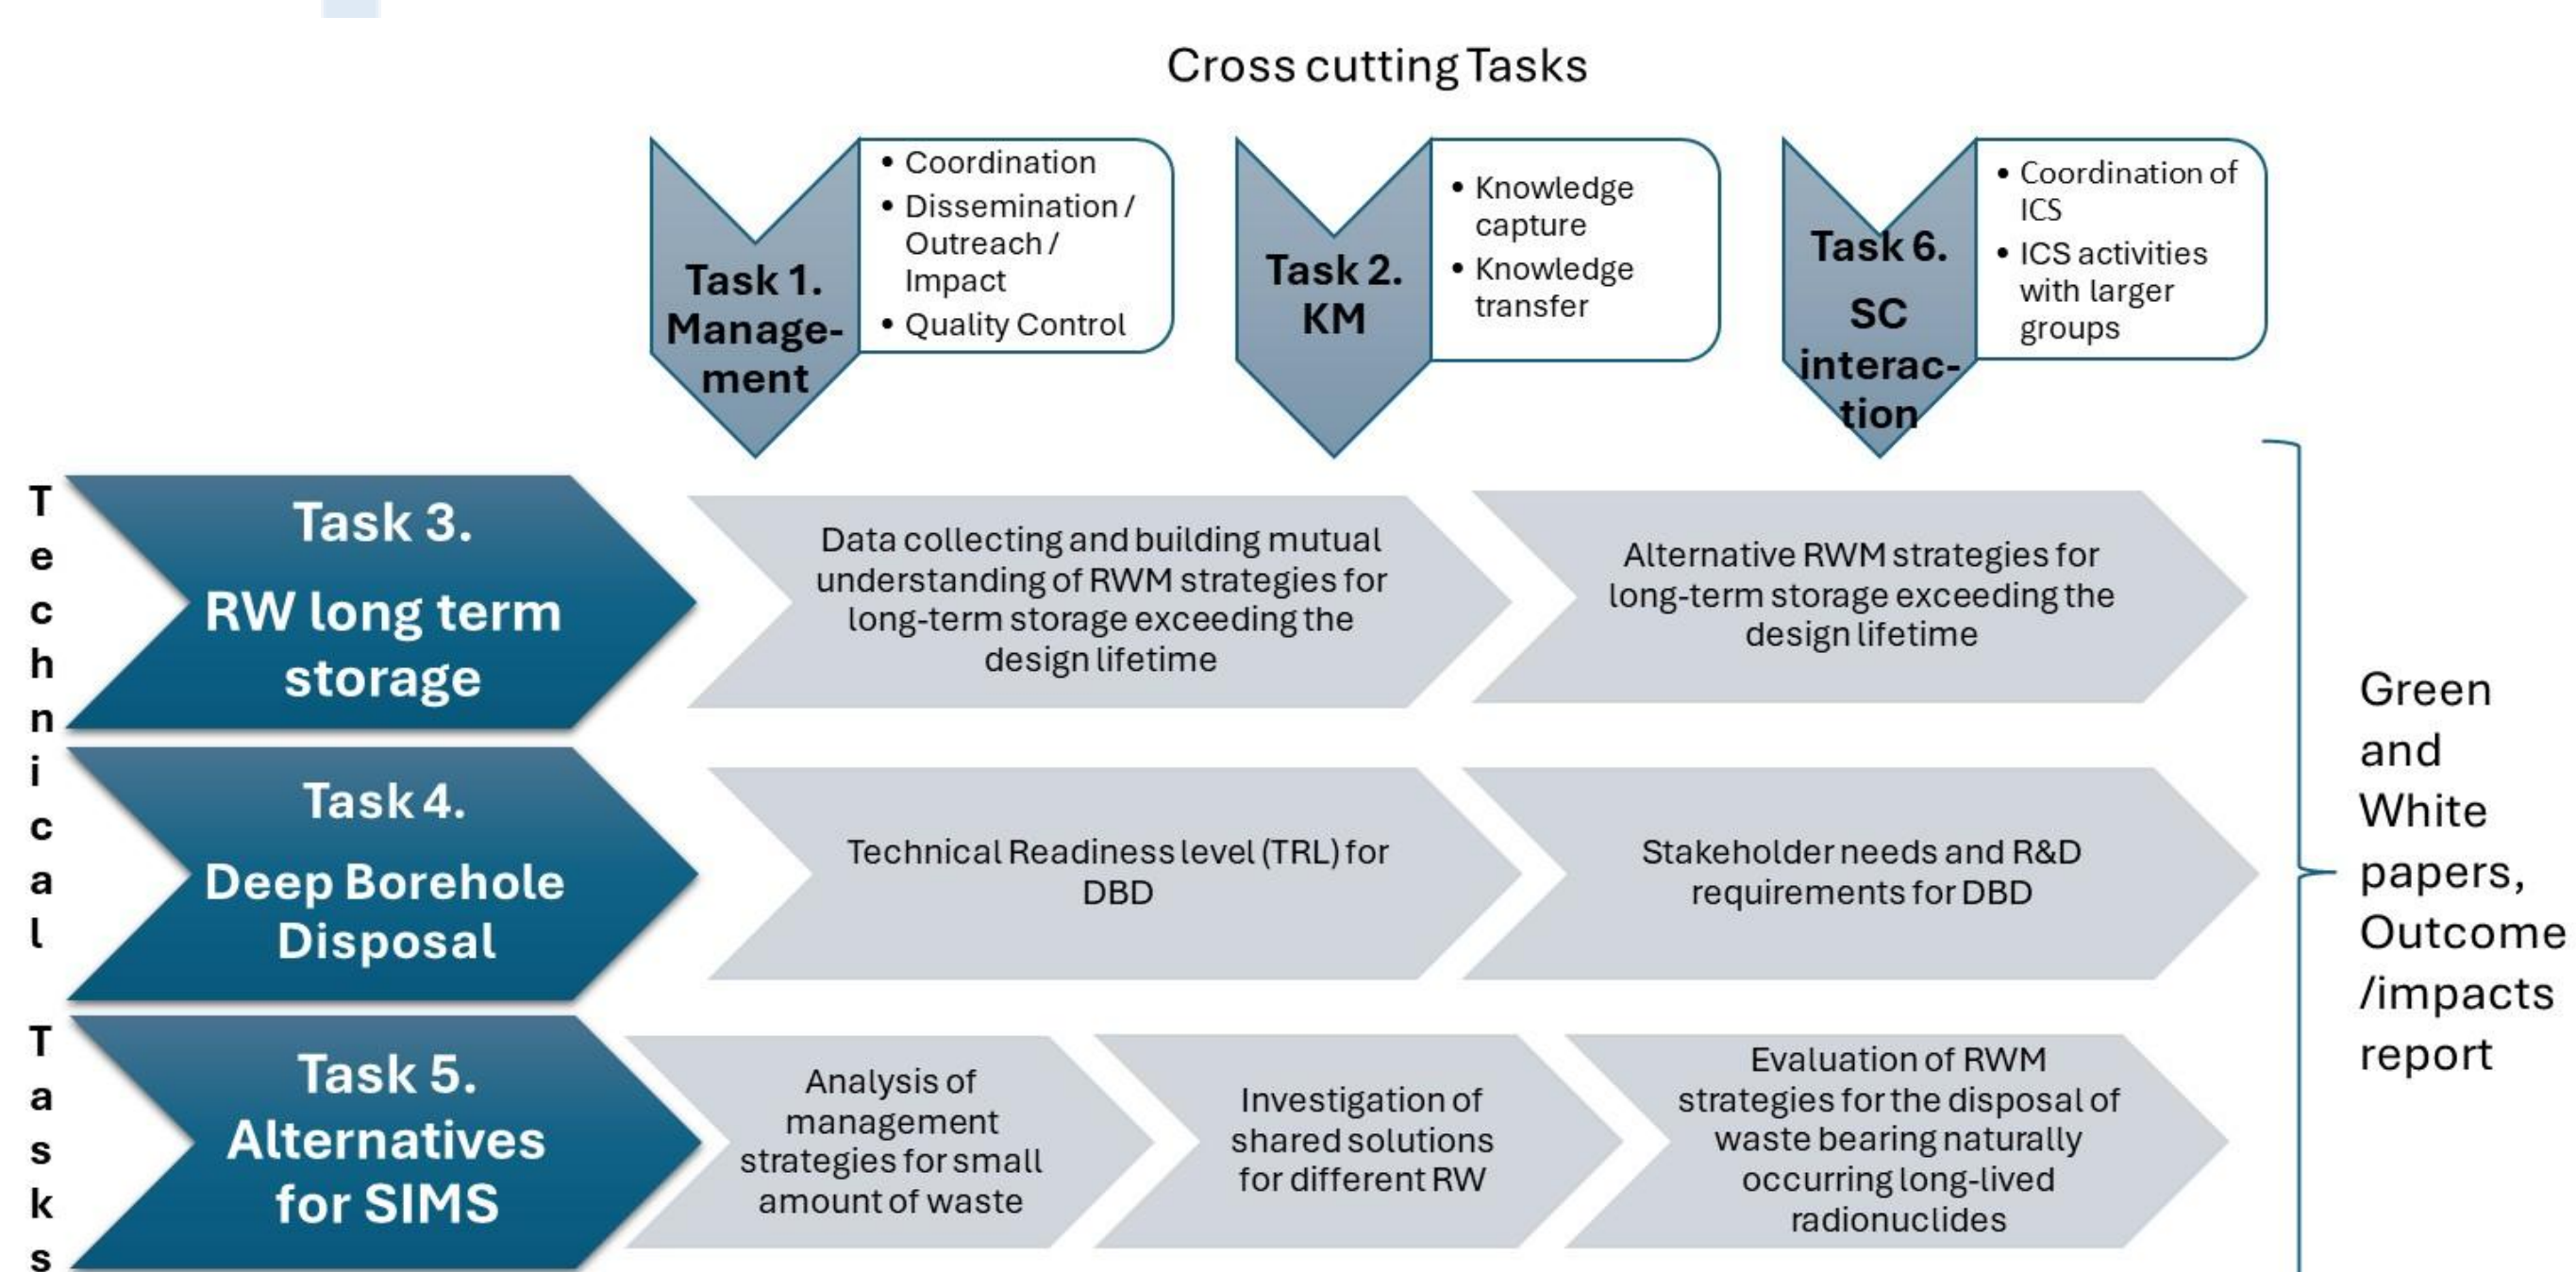 Cross cutting Tasks
Task 1.
Manage-
ment
• Coordination
• Dissemination /
Outreach /
Impact
• Quality Control
Task 2.
KM
• Knowledge
capture
• Knowledge
transfer
Task 6.
SC
interac-
tion
• Coordination of
ICS
• ICS activities
with larger
groups
Technical Tasks
Task 3.
RW long term
storage
Data collecting and building mutual
understanding of RWM strategies for
long-term storage exceeding the
design lifetime
Alternative RWM strategies for
long-term storage exceeding the
design lifetime
Task 4.
Deep Borehole
Disposal
Technical Readiness level (TRL) for
DBD
Stakeholder needs and R&D
requirements for DBD
Task 5.
Alternatives
for SIMS
Analysis of
management
strategies for small
amount of waste
Investigation of
shared solutions
for different RW
Evaluation of RWM
strategies for the disposal of
waste bearing naturally
occurring long-lived
radionuclides
Green
and
White
papers,
Outcome
/impacts
report